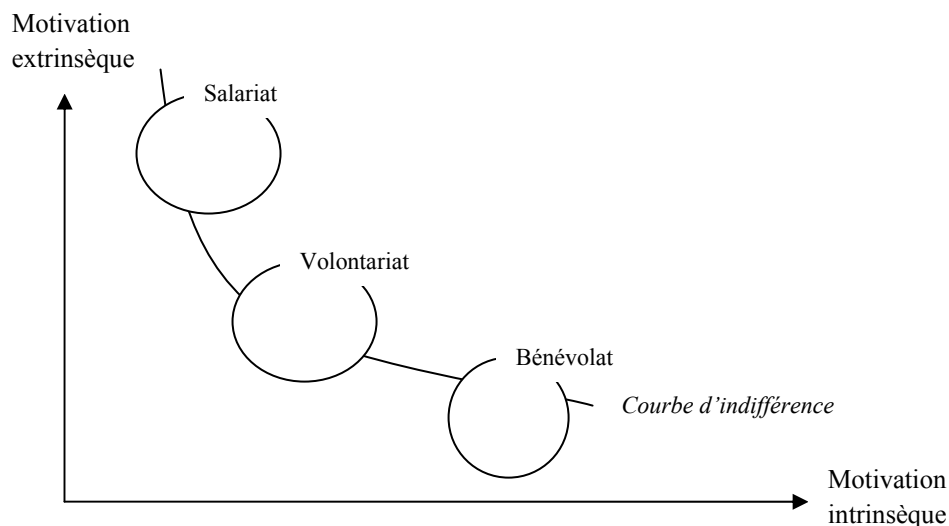 Motivation
extrinsèque
Salariat
Volontariat
Bénévolat
Courbe d’indifférence
Motivation
intrinsèque